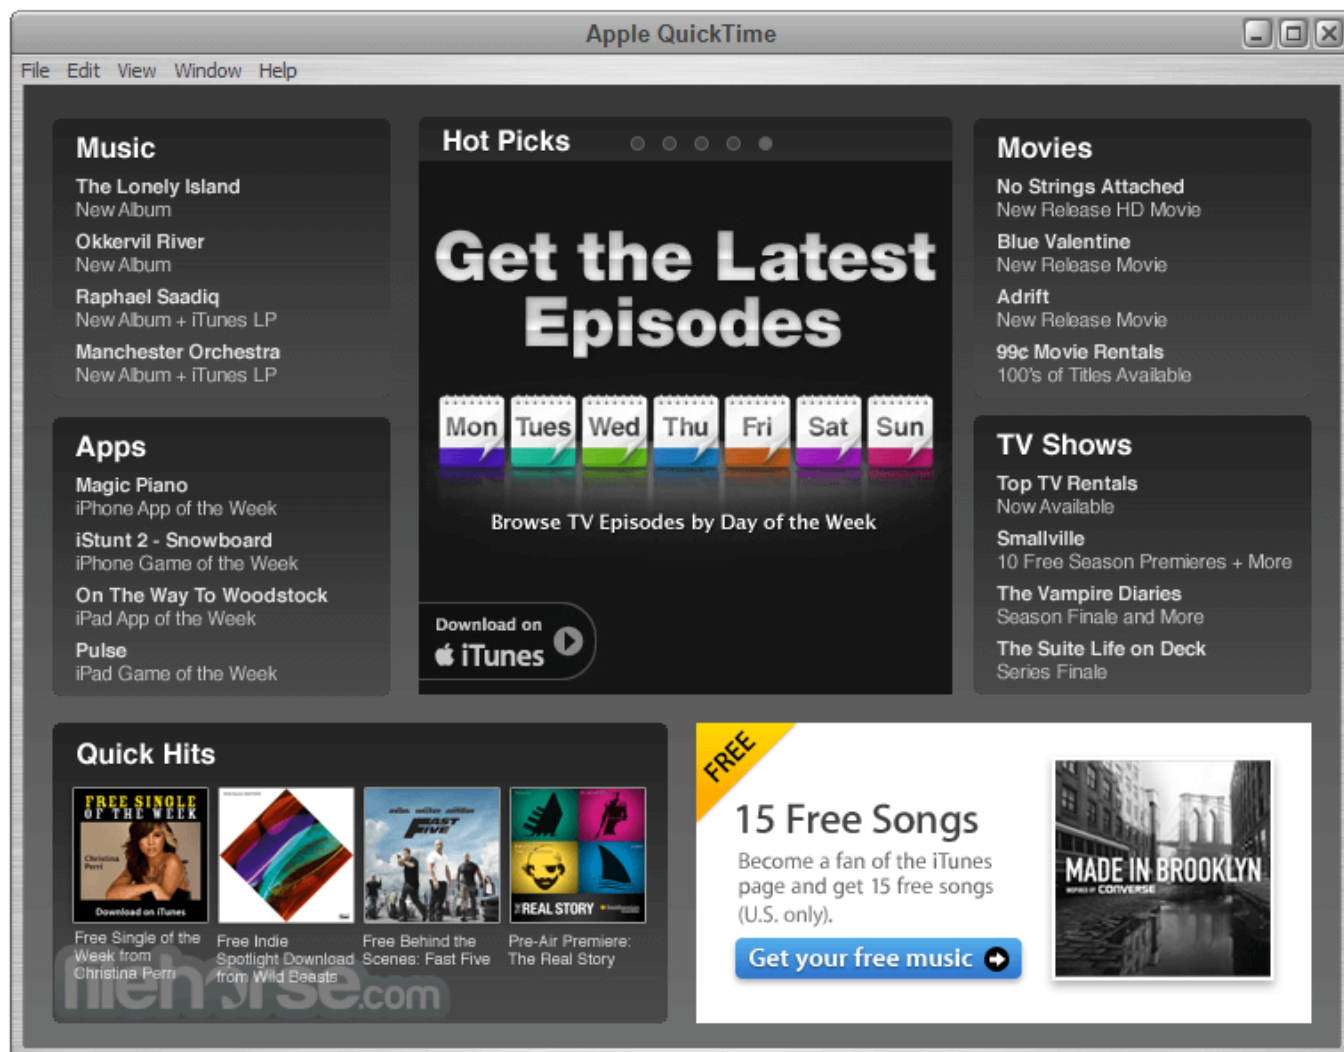 Apple QuickTime
File Edit View Window Help
Music
The Lonely Island
New Album
Okkervil River
New Album
Raphael Saadiq
New Album + iTunes LP
Manchester Orchestra
New Album + iTunes LP
Apps
Magic Piano
iPhone App of the Week
iStunt 2 - Snowboard
iPhone Game of the Week
On The Way To Woodstock
iPad App of the Week
Pulse
iPad Game of the Week
Hot Picks
Get the Latest
Episodes
Mon Tues Wed Thu Fri Sat Sun
Browse TV Episodes by Day of the Week
Download on
iTunes
Movies
No Strings Attached
New Release HD Movie
Blue Valentine
New Release Movie
Adrift
New Release Movie
99¢ Movie Rentals
100's of Titles Available
TV Shows
Top TV Rentals
Now Available
Smallville
10 Free Season Premieres + More
The Vampire Diaries
Season Finale and More
The Suite Life on Deck
Series Finale
Quick Hits
FREE SINGLE
OF THE WEEK
Christina
Perri
Download on iTunes
Free Single of the
Week from
Christina Perri
Free Indie
Spotlight Download
from Wild Beasts
FAST
FIVE
Free Behind the
Scenes: Fast Five
REAL STORY
Pre-Air Premiere:
The Real Story
filehorse.com
FREE
15 Free Songs
Become a fan of the iTunes
page and get 15 free songs
(U.S. only).
Get your free music
MADE IN BROOKLYN
INSPIRED BY CONVERSE